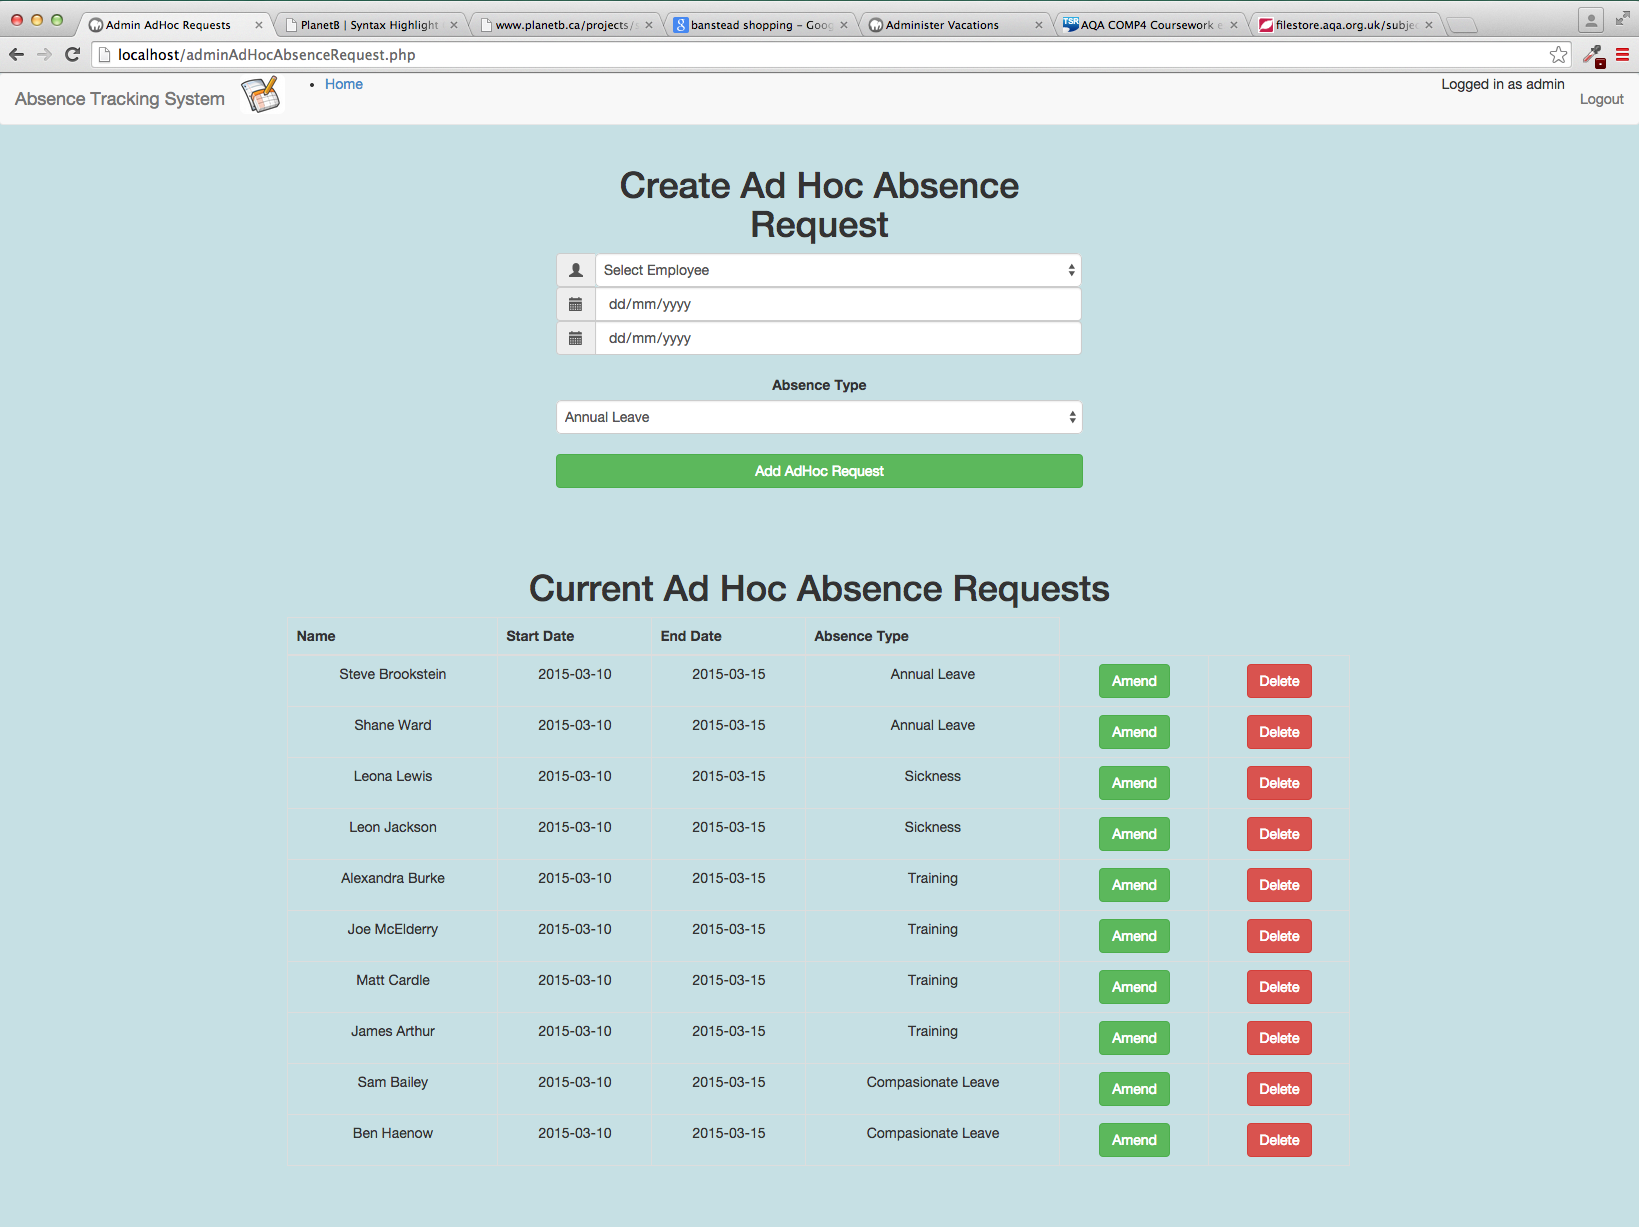 Admin AdHoc Requests
PlanetB | Syntax Highlight
www.planetb.ca/projects/
banstead shopping - Goog
Administer Vacations
TSR AQA COMP4 Coursework
filestore.aqa.org.uk/subje
localhost/adminAdHocAbsenceRequest.php
Absence Tracking System
• Home
Logged in as admin
Logout
Create Ad Hoc Absence
Request
Select Employee
dd/mm/yyyy
dd/mm/yyyy
Absence Type
Annual Leave
Add AdHoc Request
Current Ad Hoc Absence Requests
Name Start Date End Date Absence Type
Steve Brookstein 2015-03-10 2015-03-15 Annual Leave Amend Delete
Shane Ward 2015-03-10 2015-03-15 Annual Leave Amend Delete
Leona Lewis 2015-03-10 2015-03-15 Sickness Amend Delete
Leon Jackson 2015-03-10 2015-03-15 Sickness Amend Delete
Alexandra Burke 2015-03-10 2015-03-15 Training Amend Delete
Joe McElderry 2015-03-10 2015-03-15 Training Amend Delete
Matt Cardle 2015-03-10 2015-03-15 Training Amend Delete
James Arthur 2015-03-10 2015-03-15 Training Amend Delete
Sam Bailey 2015-03-10 2015-03-15 Compasionate Leave Amend Delete
Ben Haenow 2015-03-10 2015-03-15 Compasionate Leave Amend Delete